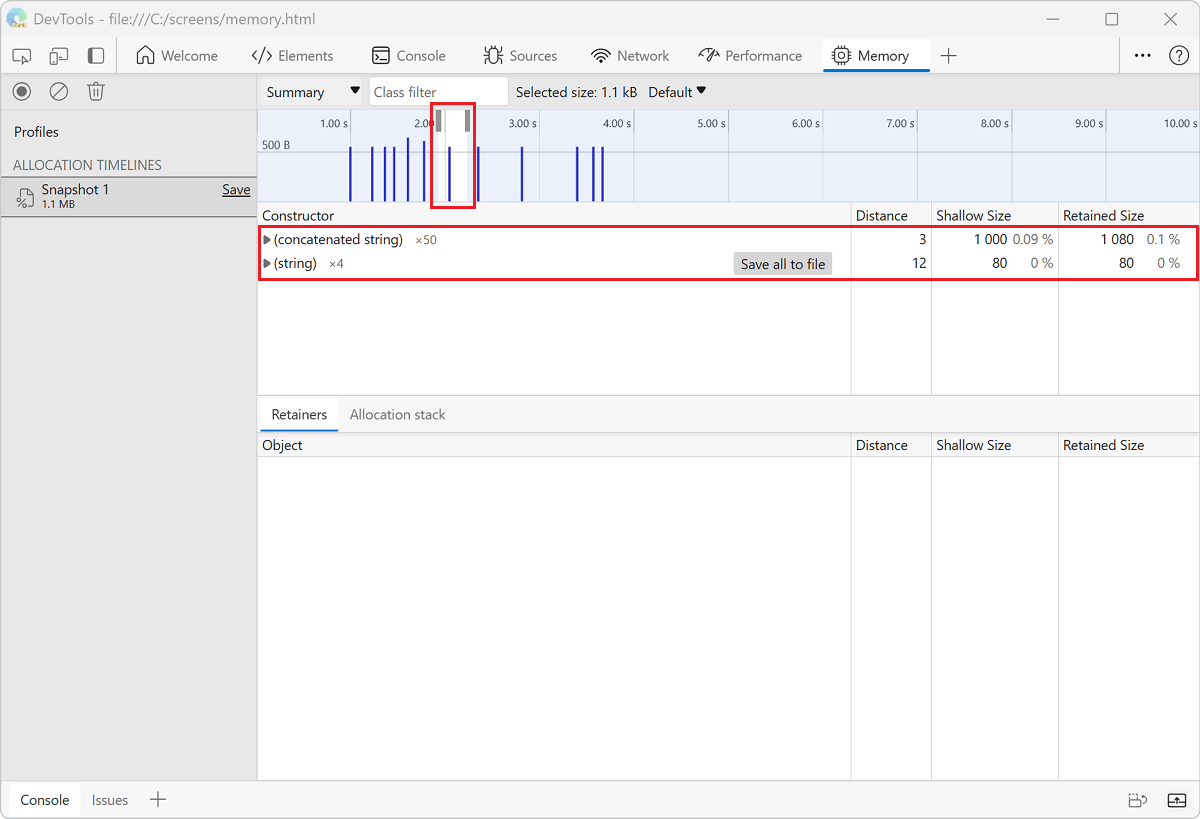 DevTools - file:///C:/screens/memory.html
Welcome Elements Console Sources Network Performance Memory
Summary Class filter Selected size: 1.1 kB Default
Profiles
ALLOCATION TIMELINES
Snapshot 1 Save
1.1 MB
1.00 s 2.00 3.00 s 4.00 s 5.00 s 6.00 s 7.00 s 8.00 s 9.00 s 10.00 s
500 B
Constructor Distance Shallow Size Retained Size
(concatenated string) ×50 3 1 000 0.09 % 1 080 0.1 %
(string) ×4 Save all to file 12 80 0 % 80 0 %
Retainers Allocation stack
Object Distance Shallow Size Retained Size
Console Issues